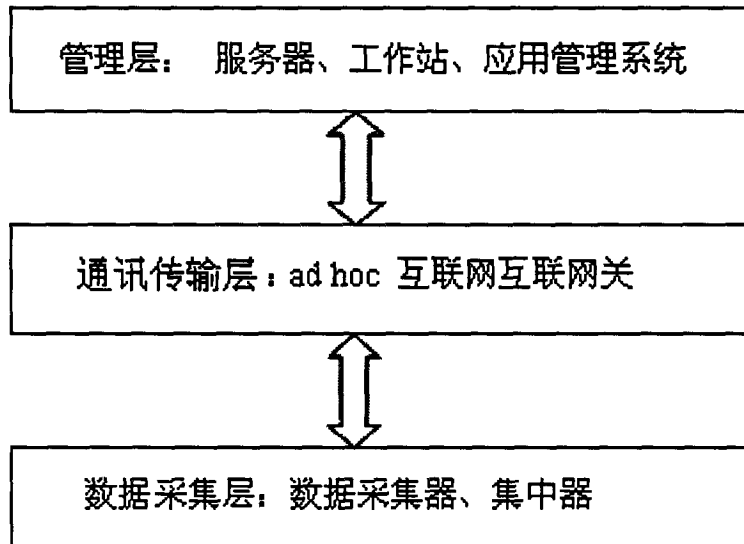 管理层： 服务器、工作站、应用管理系统
通讯传输层：ad hoc 互联网互联网关
数据采集层：数据采集器、集中器